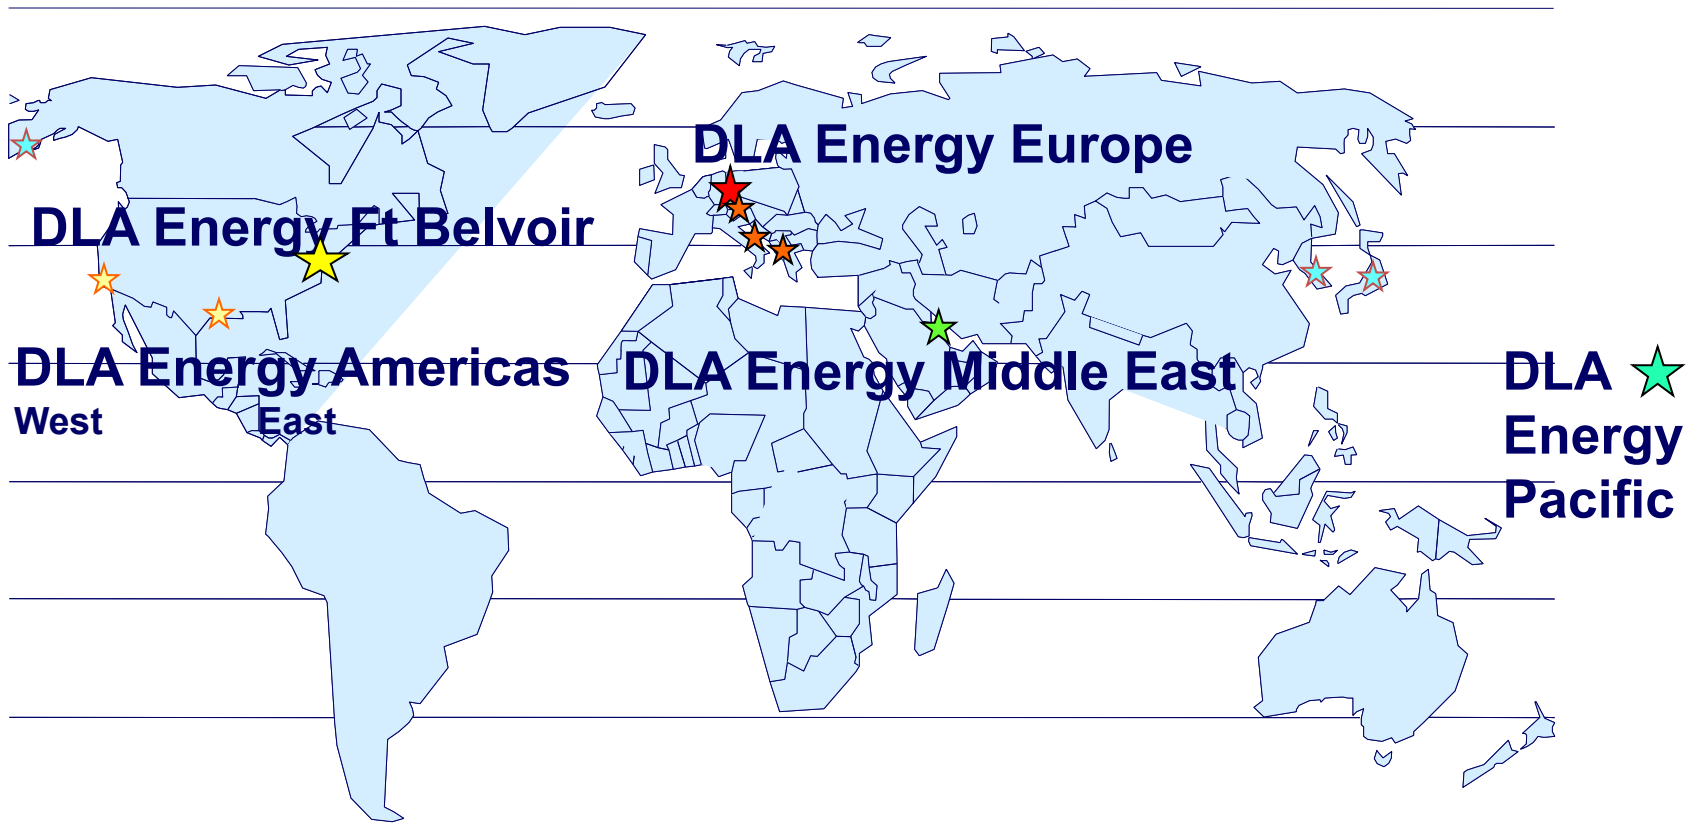 DLA Energy Europe
DLA Energy Ft Belvoir
DLA Energy Americas
West East
DLA Energy Middle East
DLA
Energy
Pacific